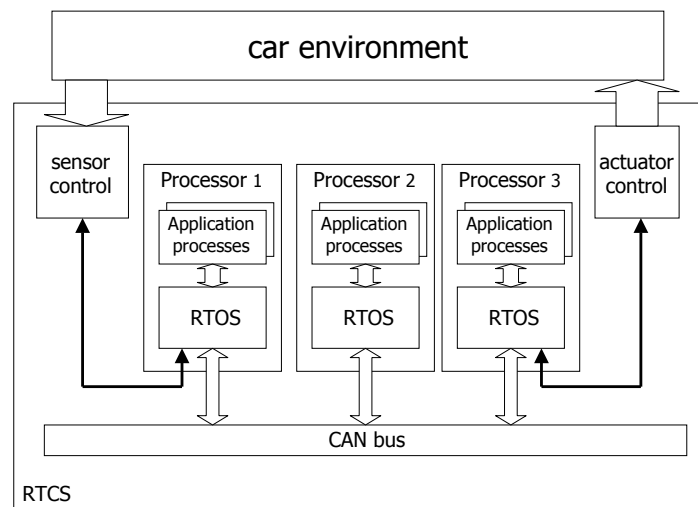 car environment
sensor
control
actuator
control
Processor 1
Application
processes
RTOS
Processor 2
Application
processes
RTOS
Processor 3
Application
processes
RTOS
CAN bus
RTCS